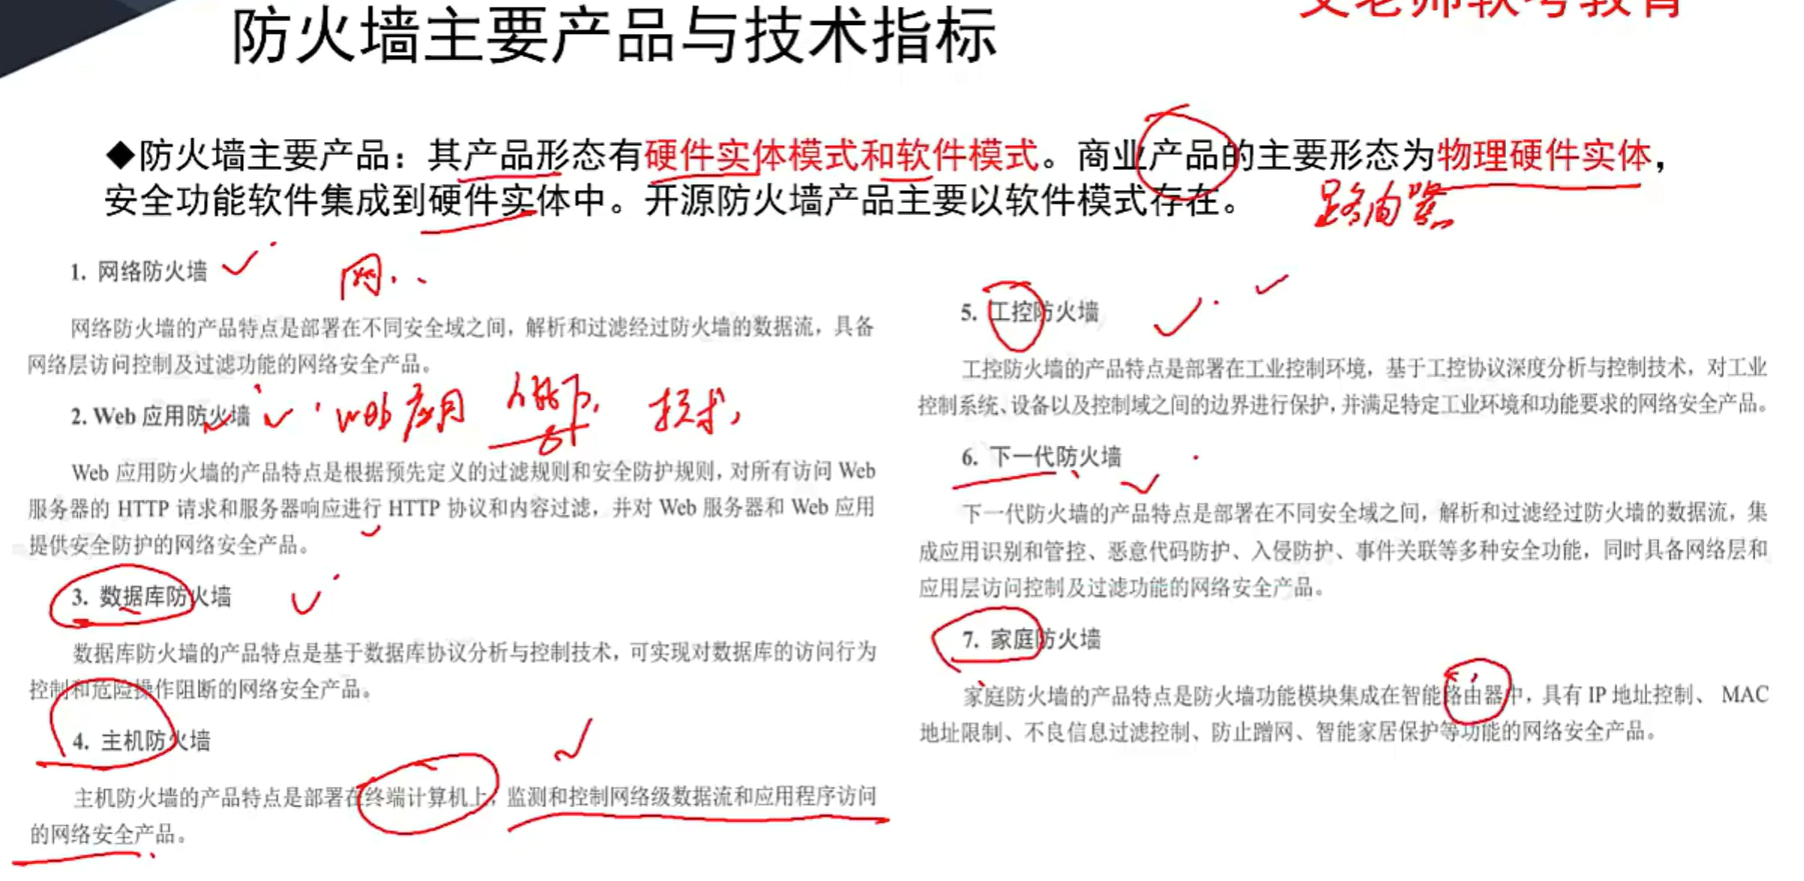 防火墙主要产品与技术指标
◆防火墙主要产品：其产品形态有硬件实体模式和软件模式。商业产品的主要形态为物理硬件实体，
安全功能软件集成到硬件实体中。开源防火墙产品主要以软件模式存在。
路由器
1. 网络防火墙
网络防火墙的产品特点是部署在不同安全域之间，解析和过滤经过防火墙的数据流，具备
网络层访问控制及过滤功能的网络安全产品。
2. Web 应用防火墙
web 应用
Web 应用防火墙的产品特点是根据预先定义的过滤规则和安全防护规则，对所有访问 Web
服务器的 HTTP 请求和服务器响应进行 HTTP 协议和内容过滤，并对 Web 服务器和 Web 应用
提供安全防护的网络安全产品。
3. 数据库防火墙
数据库防火墙的产品特点是基于数据库协议分析与控制技术，可实现对数据库的访问行为
控制和危险操作阻断的网络安全产品。
4. 主机防火墙
主机防火墙的产品特点是部署在终端计算机上，监测和控制网络级数据流和应用程序访问
的网络安全产品。
5. 工控防火墙
工控防火墙的产品特点是部署在工业控制环境，基于工控协议深度分析与控制技术，对工业
控制系统、设备以及控制域之间的边界进行保护，并满足特定工业环境和功能要求的网络安全产品。
6. 下一代防火墙
下一代防火墙的产品特点是部署在不同安全域之间，解析和过滤经过防火墙的数据流，集
成应用识别和管控、恶意代码防护、入侵防护、事件关联等多种安全功能，同时具备网络层和
应用层访问控制及过滤功能的网络安全产品。
7. 家庭防火墙
家庭防火墙的产品特点是防火墙功能模块集成在智能路由器中，具有 IP 地址控制、 MAC
地址限制、不良信息过滤控制、防止蹭网、智能家居保护等功能的网络安全产品。